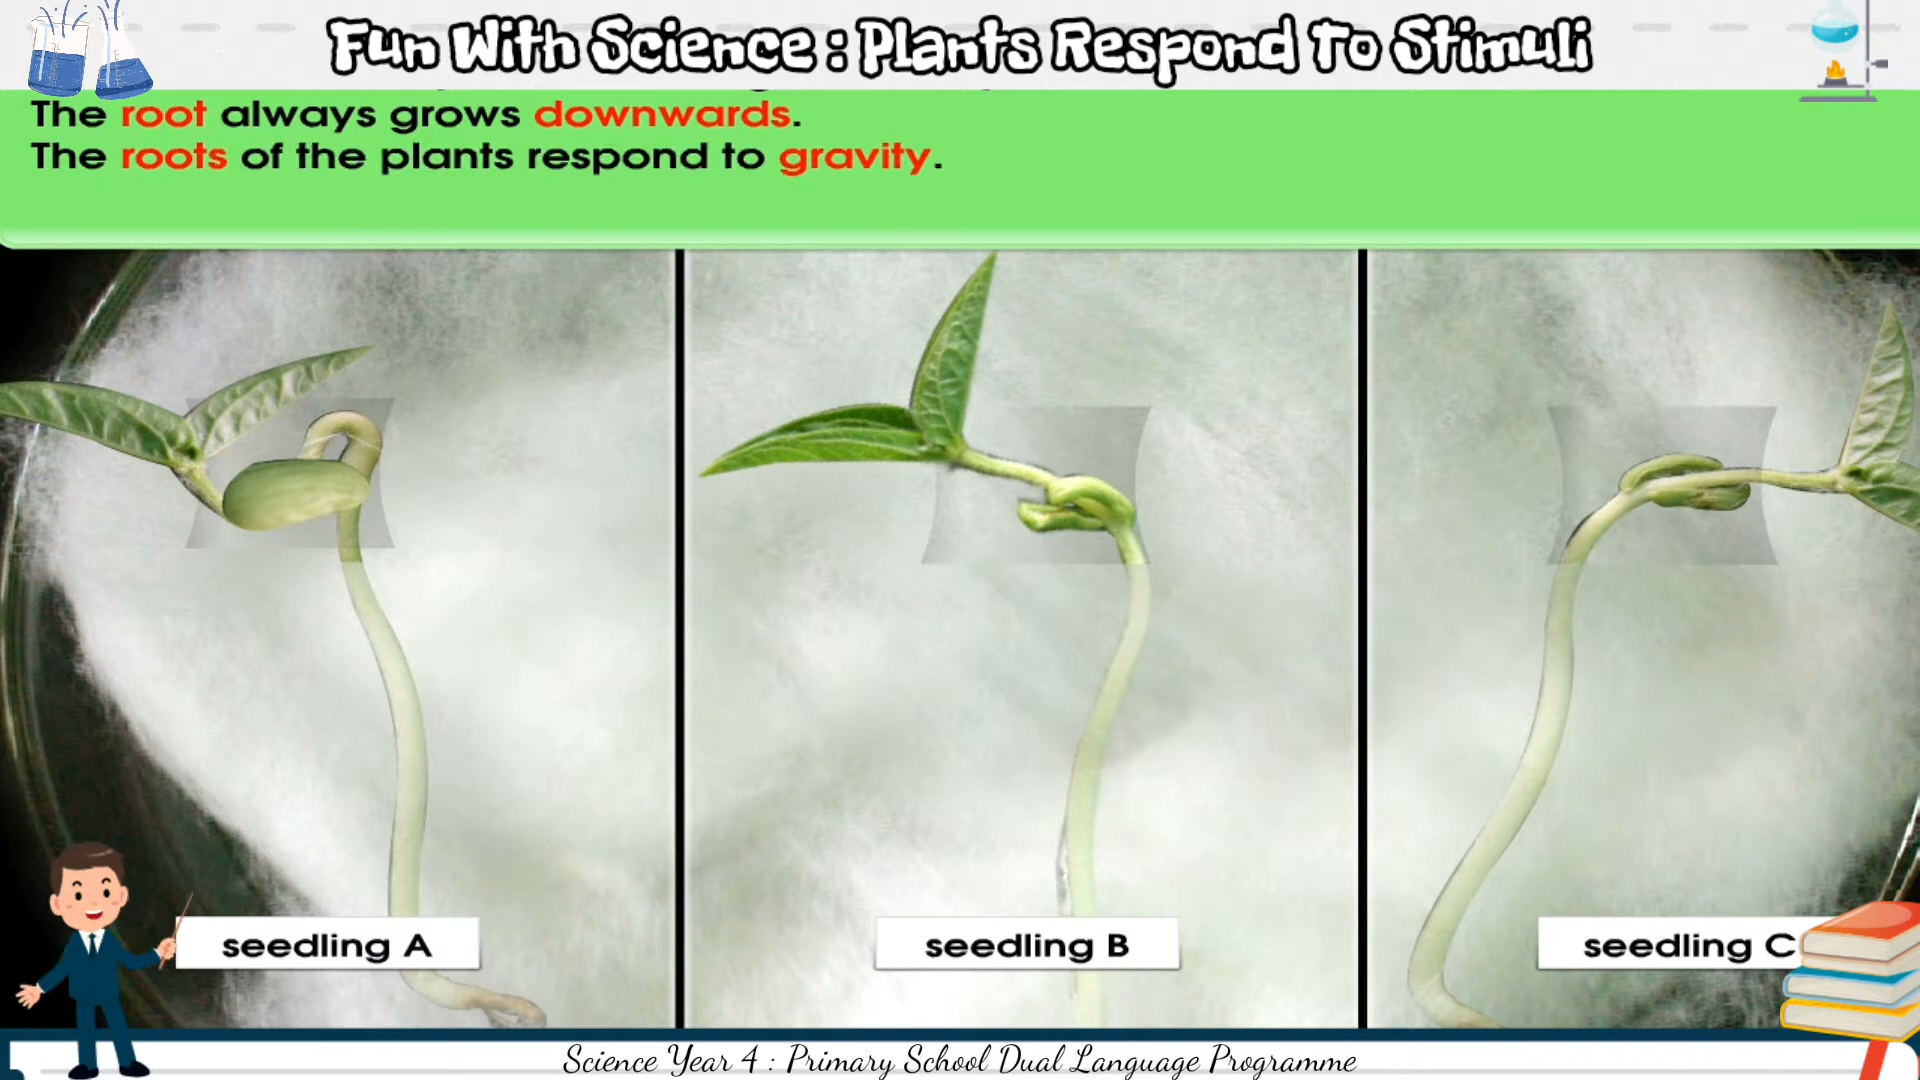 Fun With Science : Plants Respond To Stimuli
The root always grows downwards.
The roots of the plants respond to gravity.
seedling A
seedling B
seedling C
Science Year 4 : Primary School Dual Language Programme